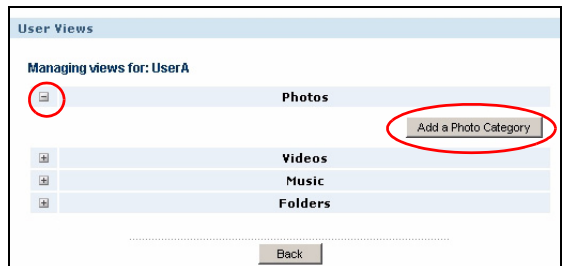 User Views
Managing views for: UserA
Photos
Add a Photo Category
Videos
Music
Folders
Back